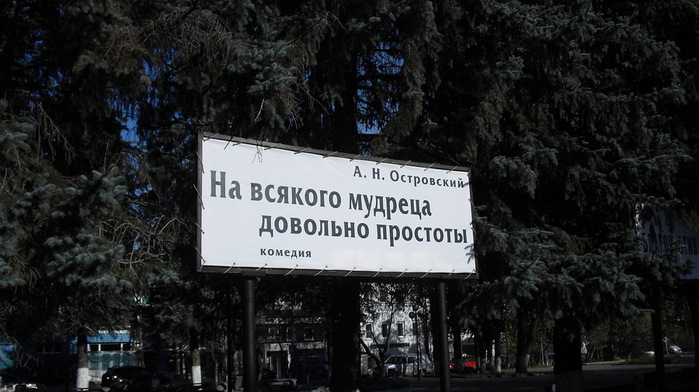 А. Н. Островский
На всякого мудреца
довольно простоты
комедия